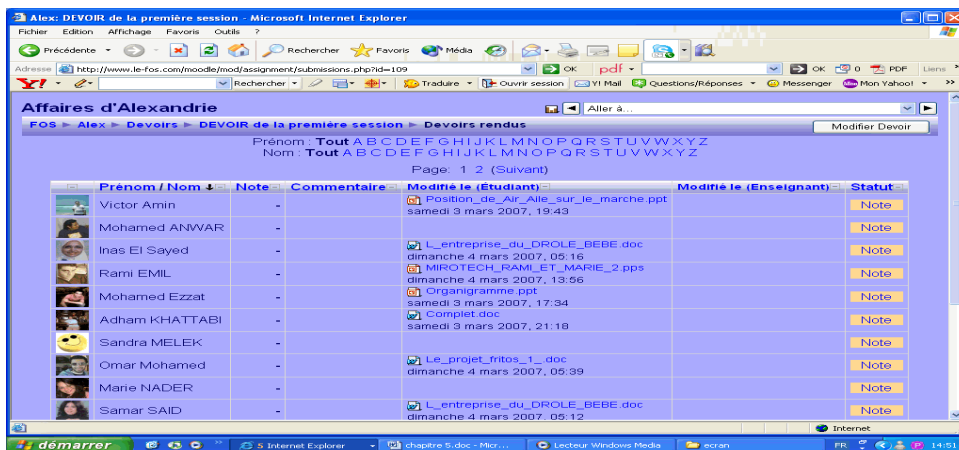 Alex: DEVOIR de la première session - Microsoft Internet Explorer
Fichier Edition Affichage Favoris Outils ?
Précédente Rechercher Favoris Média
Adresse http://www.le-fos.com/moodle/mod/assignment/submissions.php?id=109 OK pdf OK 0 PDF Liens »
Y! Rechercher Traduire Ouvrir session Y! Mail Questions/Réponses Messenger Mon Yahoo! »
Affaires d'Alexandrie Aller à...
FOS ► Alex ► Devoirs ► DEVOIR de la première session ► Devoirs rendus Modifier Devoir
Prénom : Tout A B C D E F G H I J K L M N O P Q R S T U V W X Y Z
Nom : Tout A B C D E F G H I J K L M N O P Q R S T U V W X Y Z
Page: 1 2 (Suivant)
Prénom / Nom ↓ Note Commentaire Modifié le (Étudiant) Modifié le (Enseignant) Statut
Victor Amin - Position_de_Air_Aile_sur_le_marche.ppt Note
samedi 3 mars 2007, 19:43
Mohamed ANWAR - Note
Inas El Sayed - L_entreprise_du_DROLE_BEBE.doc Note
dimanche 4 mars 2007, 05:16
Rami EMIL - MIROTECH_RAMI_ET_MARIE_2.pps Note
dimanche 4 mars 2007, 13:56
Mohamed Ezzat - Organigramme.ppt Note
samedi 3 mars 2007, 17:34
Adham KHATTABI - Complet.doc Note
samedi 3 mars 2007, 21:18
Sandra MELEK - Note
Omar Mohamed - Le_projet_fritos_1_.doc Note
dimanche 4 mars 2007, 05:39
Marie NADER - Note
Samar SAID - L_entreprise_du_DROLE_BEBE.doc Note
dimanche 4 mars 2007, 05:12
Internet
démarrer » 5 Internet Explorer chapitre 5.doc - Micr... Lecteur Windows Media ecran FR 14:51